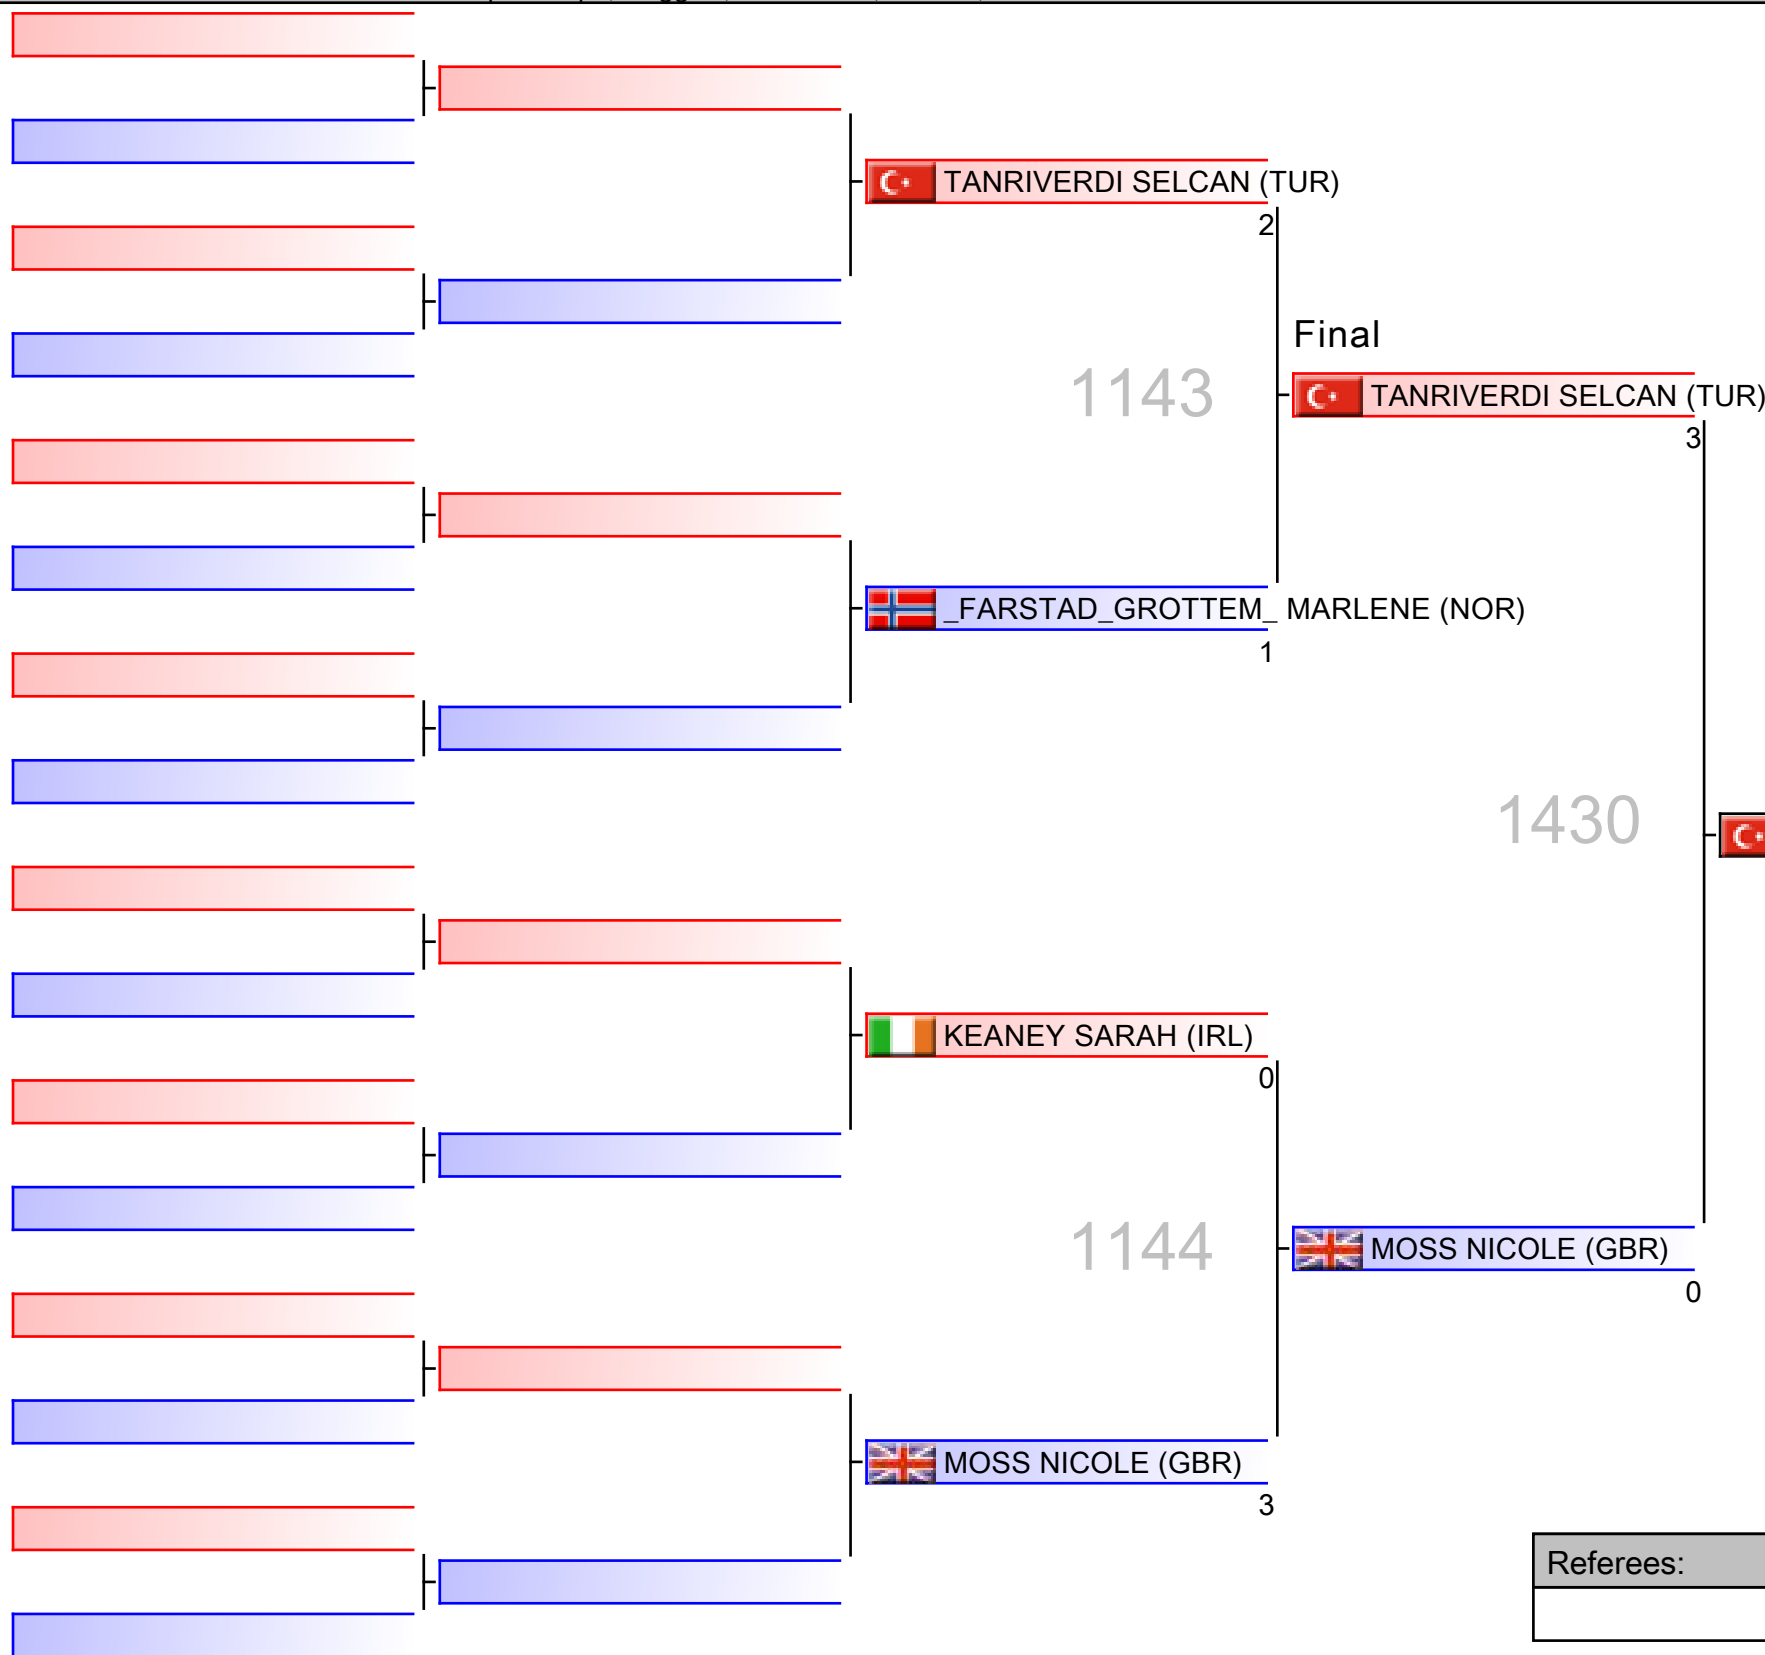 TANRIVERDI SELCAN (TUR)
2
Final
1143
TANRIVERDI SELCAN (TUR)
3
_FARSTAD_GROTTEM_ MARLENE (NOR)
1
1430
KEANEY SARAH (IRL)
0
1144
MOSS NICOLE (GBR)
0
MOSS NICOLE (GBR)
3
Referees: